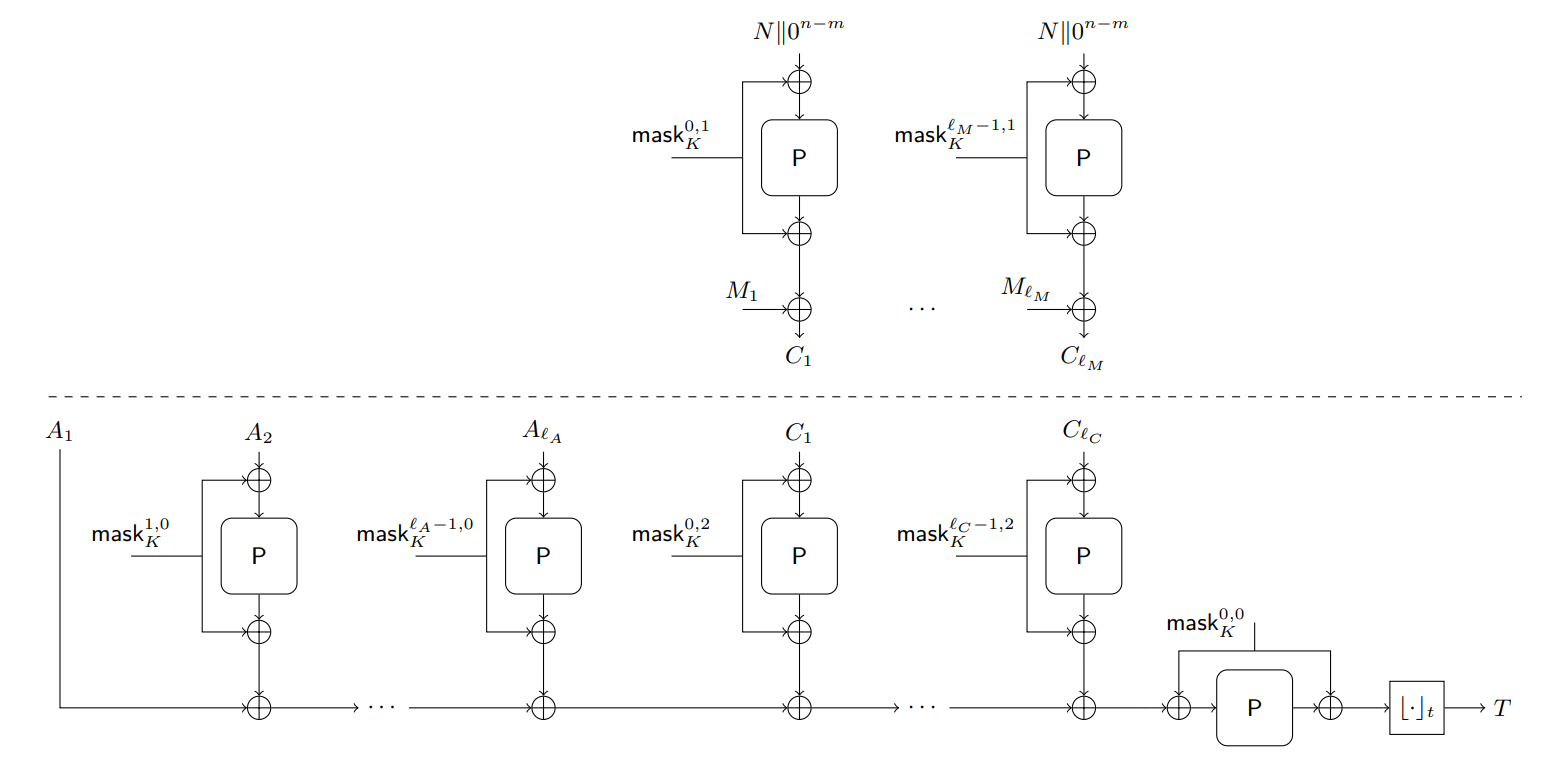 N∥0^{n−m} N∥0^{n−m}
mask_K^{0,1} P mask_K^{ℓ_M−1,1} P
M_1 ··· M_{ℓ_M}
C_1 C_{ℓ_M}
A_1 A_2 A_{ℓ_A} C_1 C_{ℓ_C}
mask_K^{1,0} P mask_K^{ℓ_A−1,0} P mask_K^{0,2} P mask_K^{ℓ_C−1,2} P
mask_K^{0,0}
··· ··· P ⌊·⌋_t T